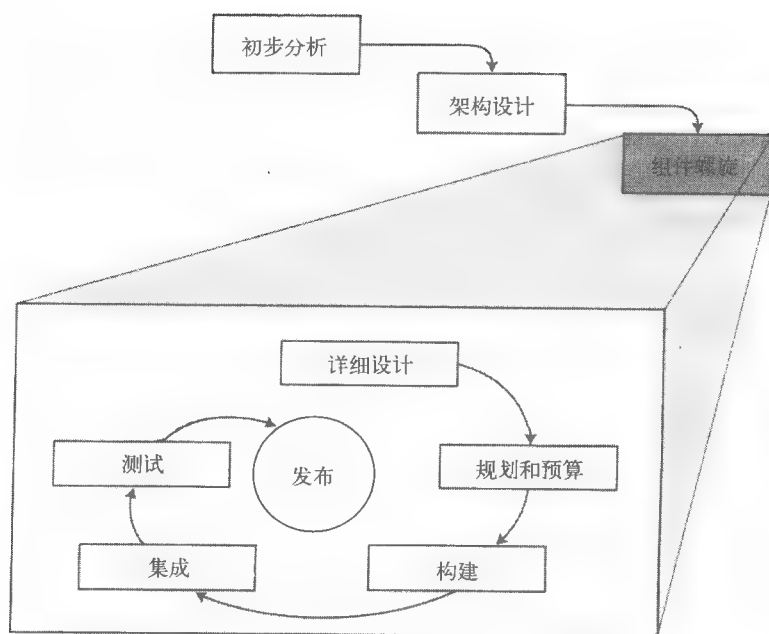 初步分析
架构设计
组件螺旋
详细设计
测试
发布
规划和预算
集成
构建